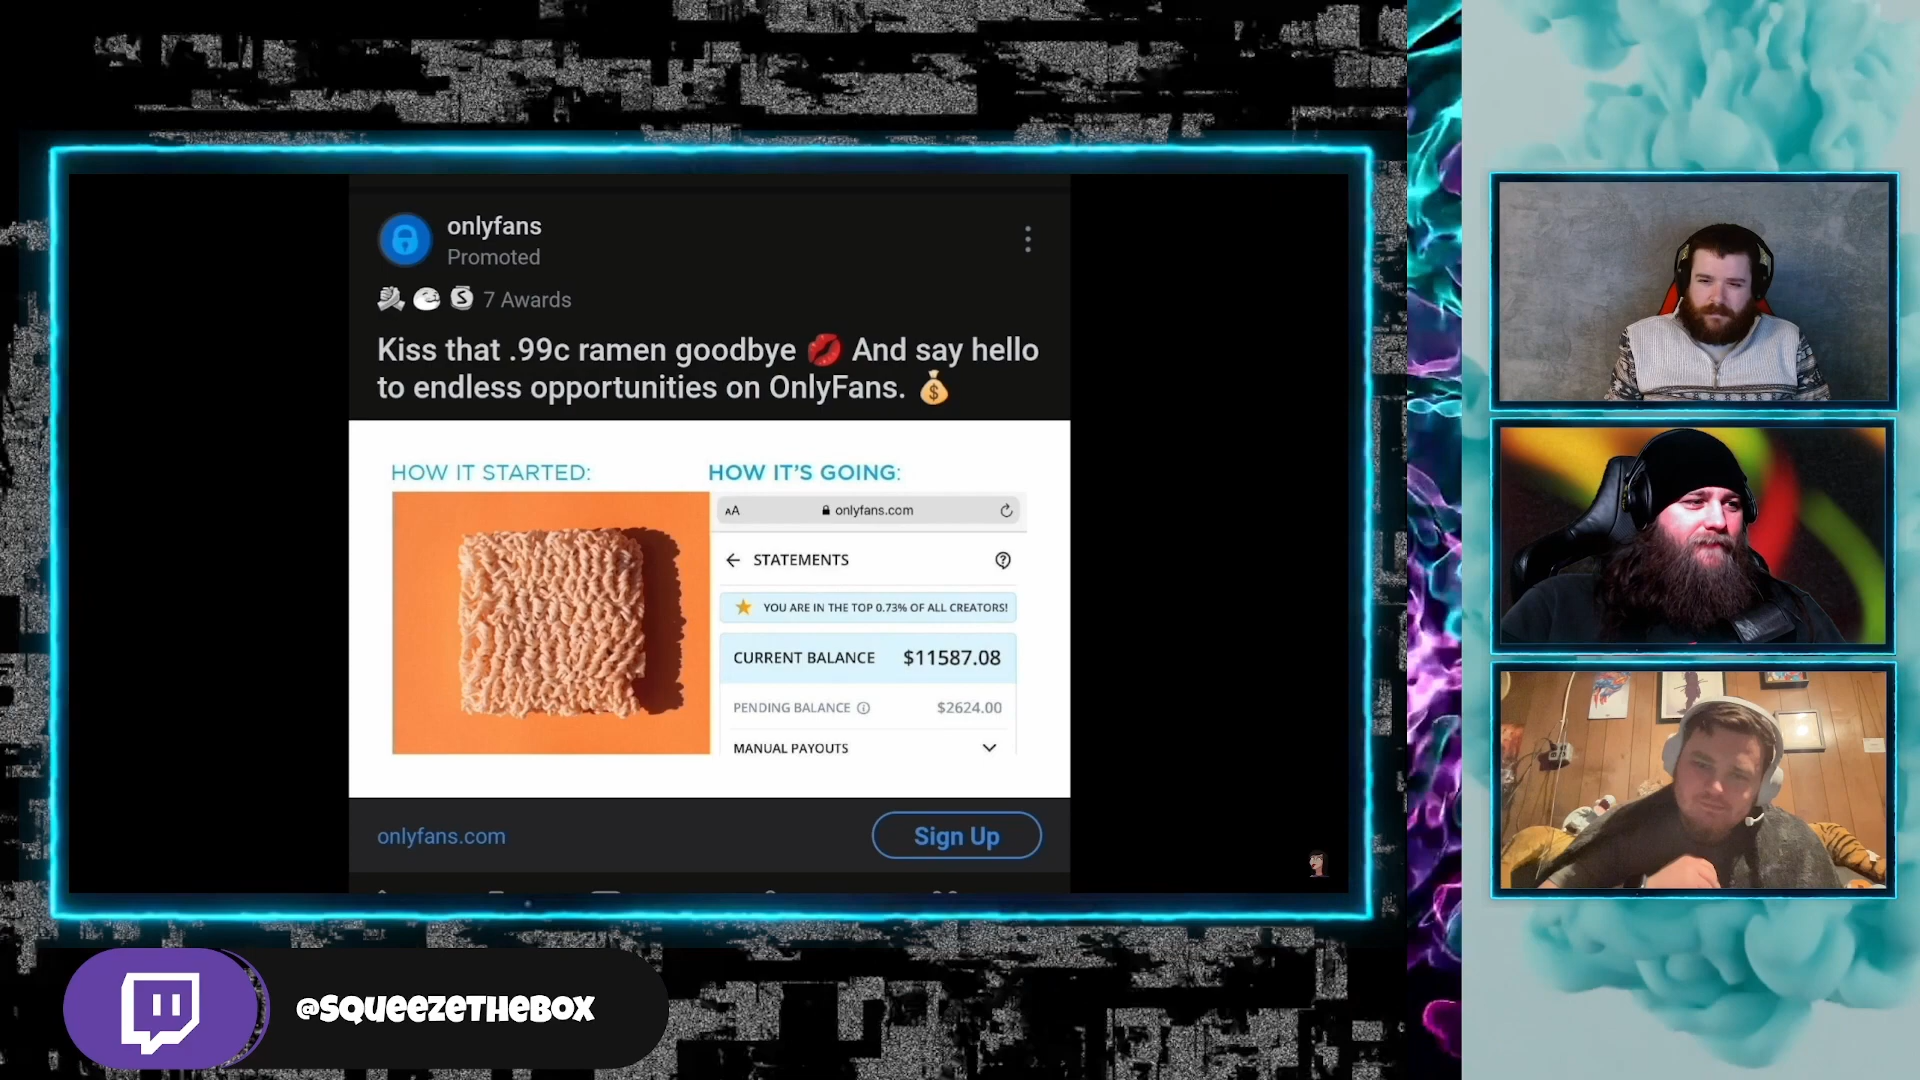 onlyfans
Promoted
7 Awards
Kiss that .99c ramen goodbye 💋 And say hello
to endless opportunities on OnlyFans. 💰
HOW IT STARTED:
HOW IT'S GOING:
AA
onlyfans.com
STATEMENTS
YOU ARE IN THE TOP 0.73% OF ALL CREATORS!
CURRENT BALANCE $11587.08
PENDING BALANCE $2624.00
MANUAL PAYOUTS
onlyfans.com
Sign Up
@SQUEEZETHEBOX